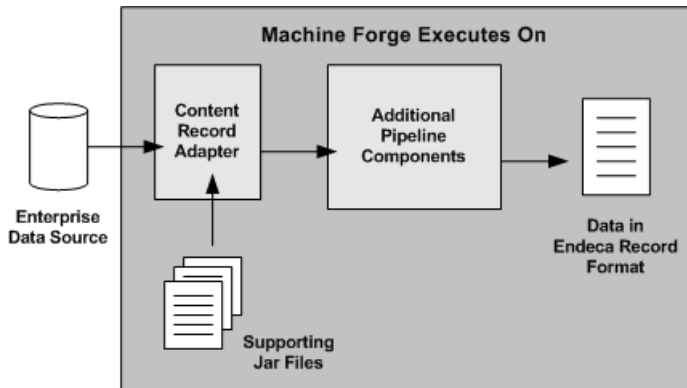 Machine Forge Executes On
Content
Record
Adapter
Additional
Pipeline
Components
Enterprise
Data Source
Data in
Endeca Record
Format
Supporting
Jar Files